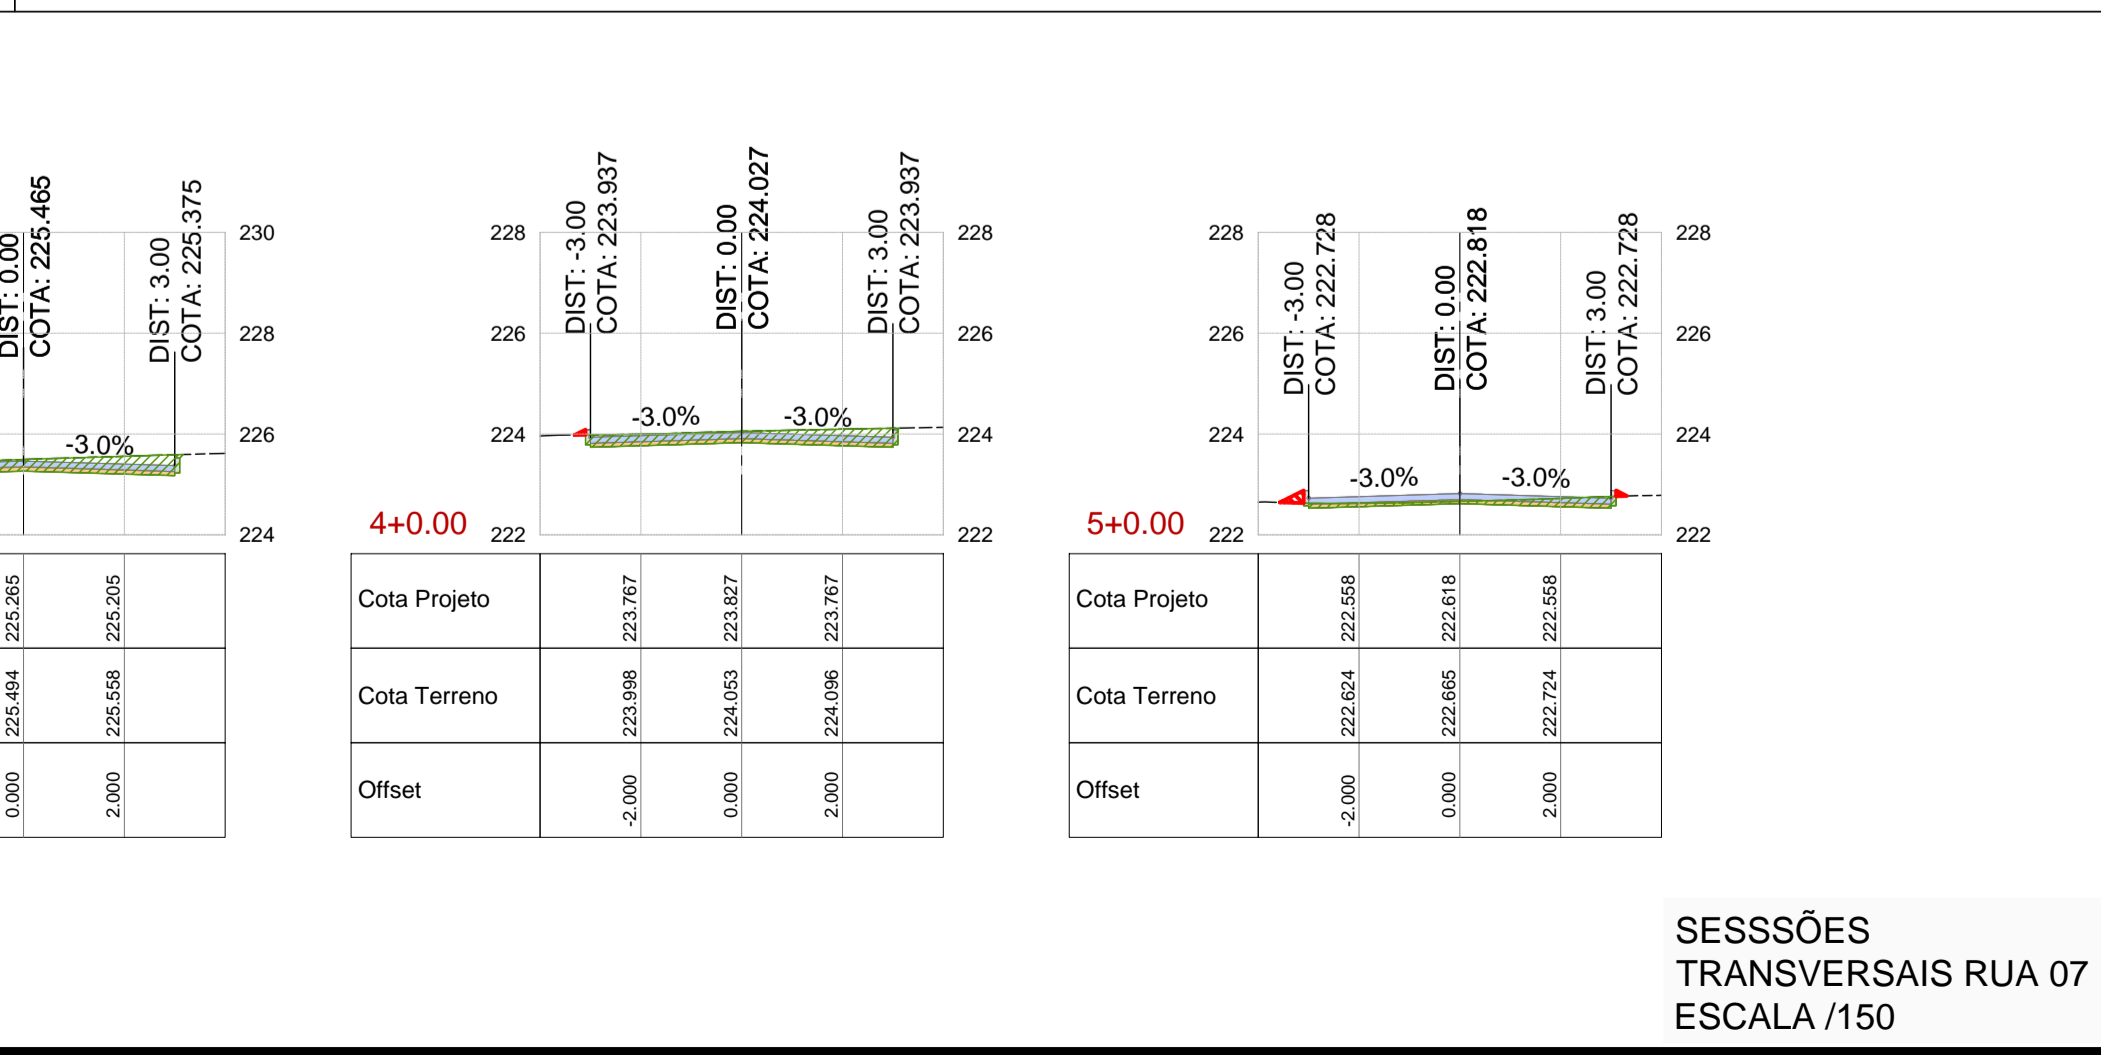 DIST: 0.00
COTA: 225.465
DIST: 3.00
COTA: 225.375
-3.0%
230
228
226
224
225.265
225.205
225.494
225.558
0.000
2.000
DIST: -3.00
COTA: 223.937
DIST: 0.00
COTA: 224.027
DIST: 3.00
COTA: 223.937
228
228
226
226
-3.0%
-3.0%
224
224
4+0.00
222
222
Cota Projeto
223.767
223.827
223.767
Cota Terreno
223.998
224.053
224.096
Offset
-2.000
0.000
2.000
DIST: -3.00
COTA: 222.728
DIST: 0.00
COTA: 222.818
DIST: 3.00
COTA: 222.728
228
228
226
226
224
224
-3.0%
-3.0%
5+0.00
222
222
Cota Projeto
222.558
222.618
222.558
Cota Terreno
222.624
222.665
222.724
Offset
-2.000
0.000
2.000
SESSSÕES
TRANSVERSAIS RUA 07
ESCALA /150